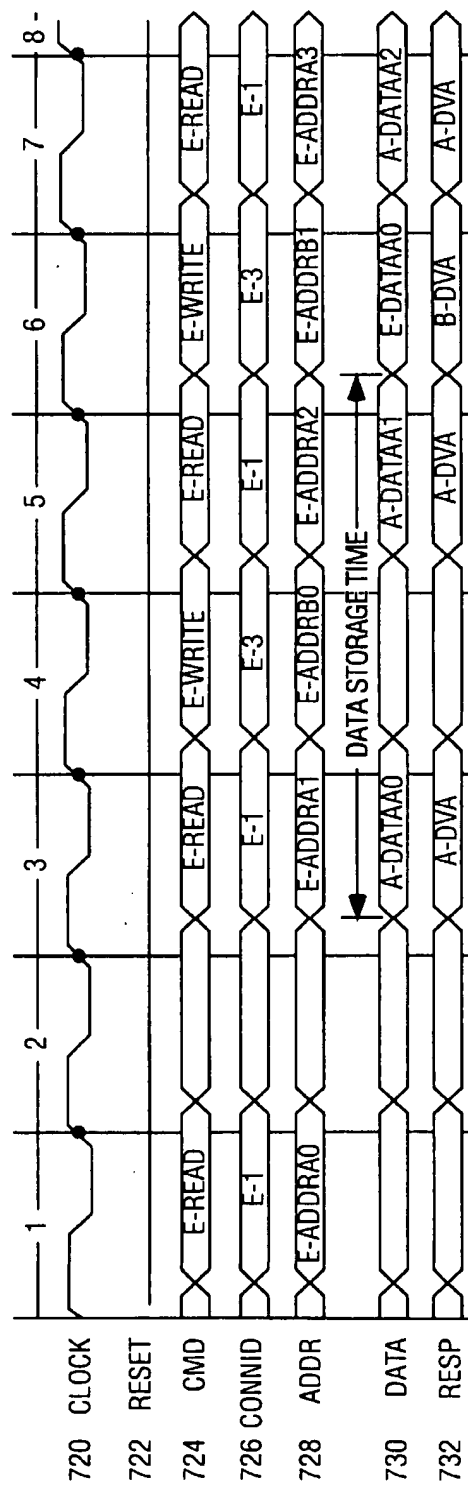 1 2 3 4 5 6 7 8
720 CLOCK
722 RESET
724 CMD E-READ E-READ E-WRITE E-READ E-WRITE E-READ
726 CONNID E-1 E-1 E-3 E-1 E-3 E-1
728 ADDR E-ADDRA0 E-ADDRA1 E-ADDRB0 E-ADDRA2 E-ADDRB1 E-ADDRA3
DATA STORAGE TIME
730 DATA A-DATAA0 A-DATAA1 E-DATAA0 A-DATAA2
732 RESP A-DVA A-DVA B-DVA A-DVA